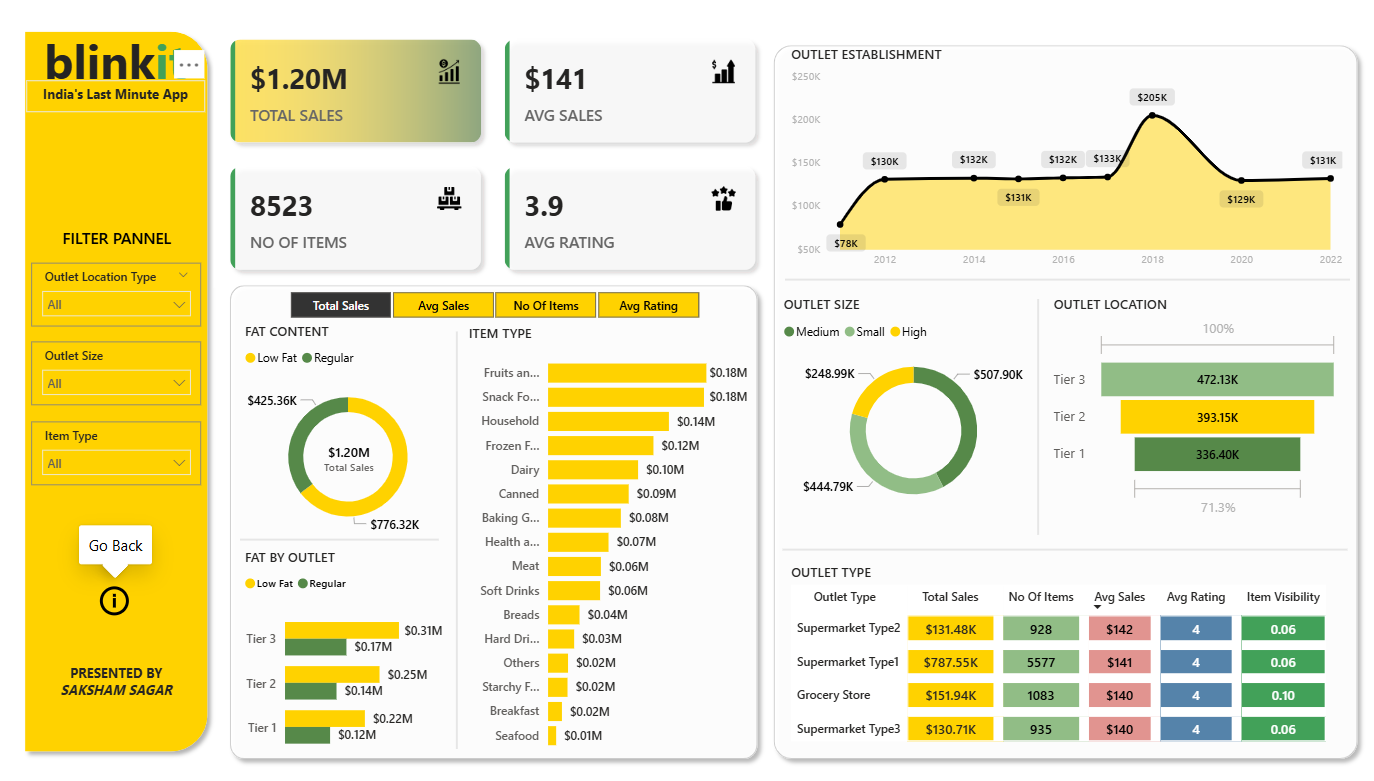 blinkit
...
India's Last Minute App
FILTER PANNEL
Outlet Location Type
All
Outlet Size
All
Item Type
All
Go Back
PRESENTED BY
SAKSHAM SAGAR
$1.20M
TOTAL SALES
$141
AVG SALES
8523
NO OF ITEMS
3.9
AVG RATING
Total Sales Avg Sales No Of Items Avg Rating
FAT CONTENT
Low Fat Regular
$425.36K
$1.20M
Total Sales
$776.32K
FAT BY OUTLET
Low Fat Regular
Tier 3 $0.31M
$0.17M
Tier 2 $0.25M
$0.14M
Tier 1 $0.22M
$0.12M
ITEM TYPE
Fruits an... $0.18M
Snack Fo... $0.18M
Household $0.14M
Frozen F... $0.12M
Dairy $0.10M
Canned $0.09M
Baking G... $0.08M
Health a... $0.07M
Meat $0.06M
Soft Drinks $0.06M
Breads $0.04M
Hard Dri... $0.03M
Others $0.02M
Starchy F... $0.02M
Breakfast $0.02M
Seafood $0.01M
OUTLET ESTABLISHMENT
$250K
$200K
$150K
$100K
$50K
$78K
$130K
$132K
$131K
$132K
$133K
$205K
$129K
$131K
2012 2014 2016 2018 2020 2022
OUTLET SIZE
Medium Small High
$248.99K
$507.90K
$444.79K
OUTLET LOCATION
100%
Tier 3 472.13K
Tier 2 393.15K
Tier 1 336.40K
71.3%
OUTLET TYPE
Outlet Type Total Sales No Of Items Avg Sales Avg Rating Item Visibility
Supermarket Type2 $131.48K 928 $142 4 0.06
Supermarket Type1 $787.55K 5577 $141 4 0.06
Grocery Store $151.94K 1083 $140 4 0.10
Supermarket Type3 $130.71K 935 $140 4 0.06